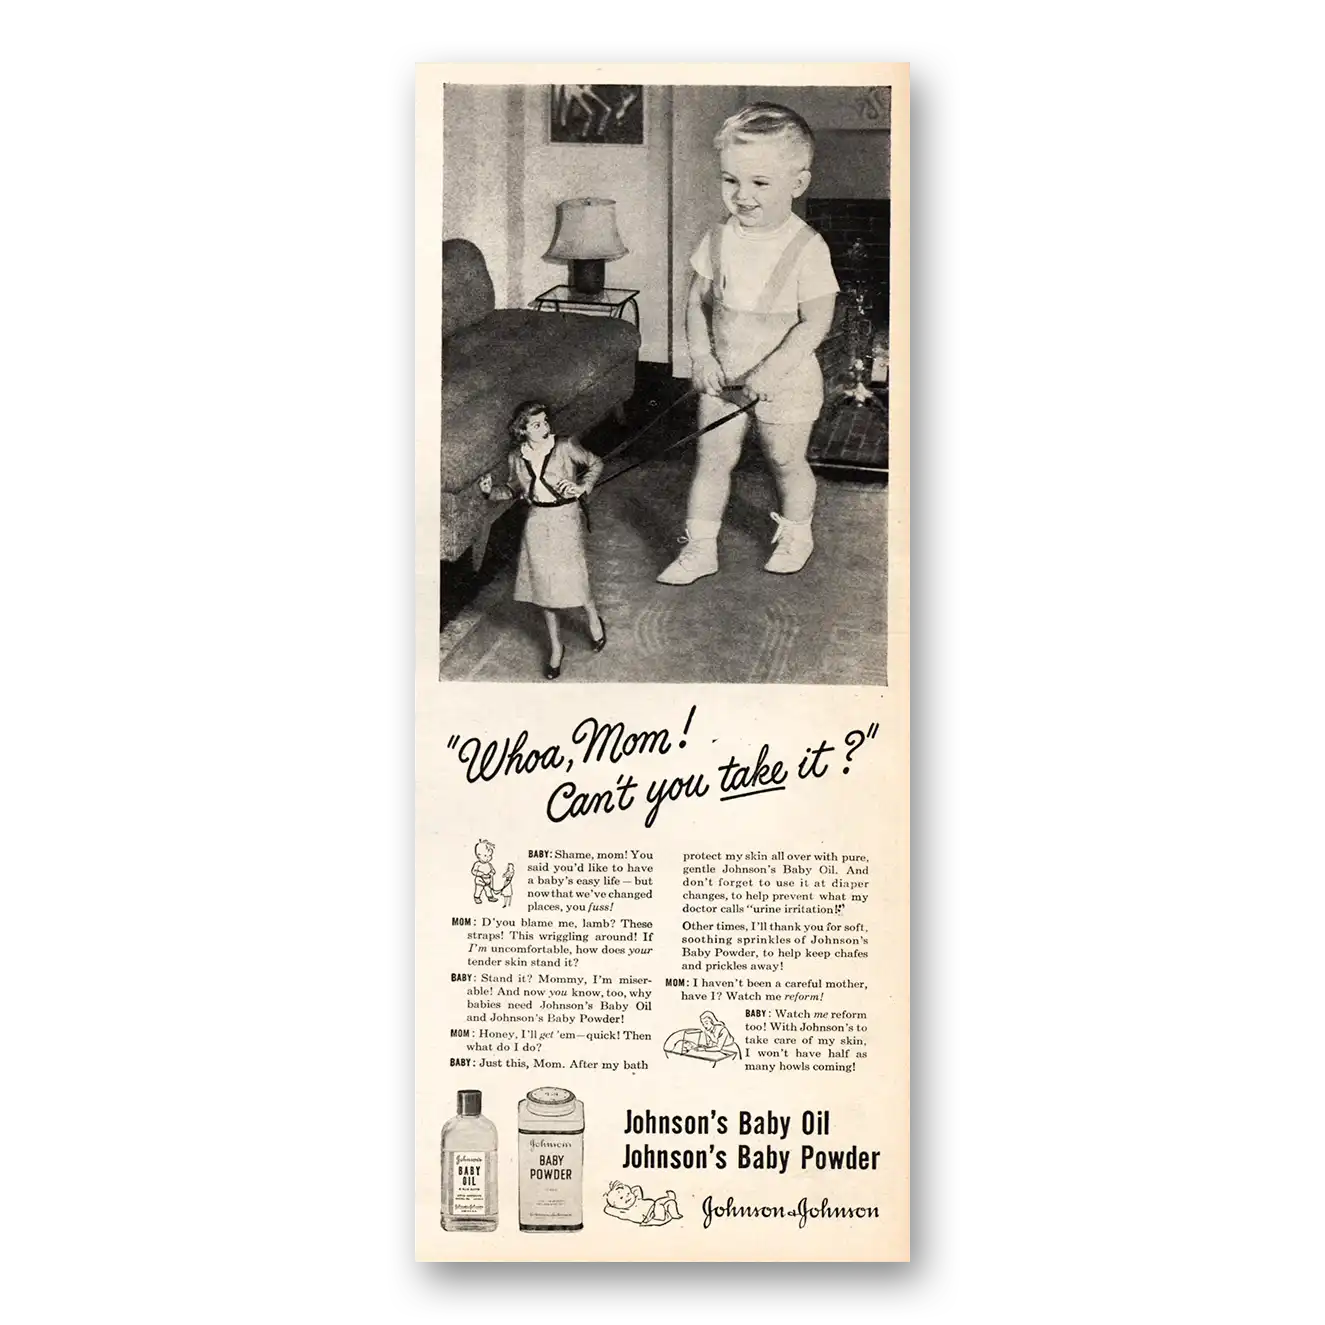 "Whoa, Mom!
Can't you take it?"
BABY: Shame, mom! You
said you'd like to have
a baby's easy life—but
now that we've changed
places, you fuss!
MOM: D'you blame me, lamb? These
straps! This wriggling around! If
I'm uncomfortable, how does your
tender skin stand it?
BABY: Stand it? Mommy, I'm miser-
able! And now you know, too, why
babies need Johnson's Baby Oil
and Johnson's Baby Powder!
MOM: Honey, I'll get 'em—quick! Then
what do I do?
BABY: Just this, Mom. After my bath
protect my skin all over with pure,
gentle Johnson's Baby Oil. And
don't forget to use it at diaper
changes, to help prevent what my
doctor calls "urine irritation!"
Other times, I'll thank you for soft,
soothing sprinkles of Johnson's
Baby Powder, to help keep chafes
and prickles away!
MOM: I haven't been a careful mother,
have I? Watch me reform!
BABY: Watch me reform
too! With Johnson's to
take care of my skin,
I won't have half as
many howls coming!
Johnson's
BABY
OIL
Johnson's
BABY
POWDER
Johnson's Baby Oil
Johnson's Baby Powder
Johnson & Johnson